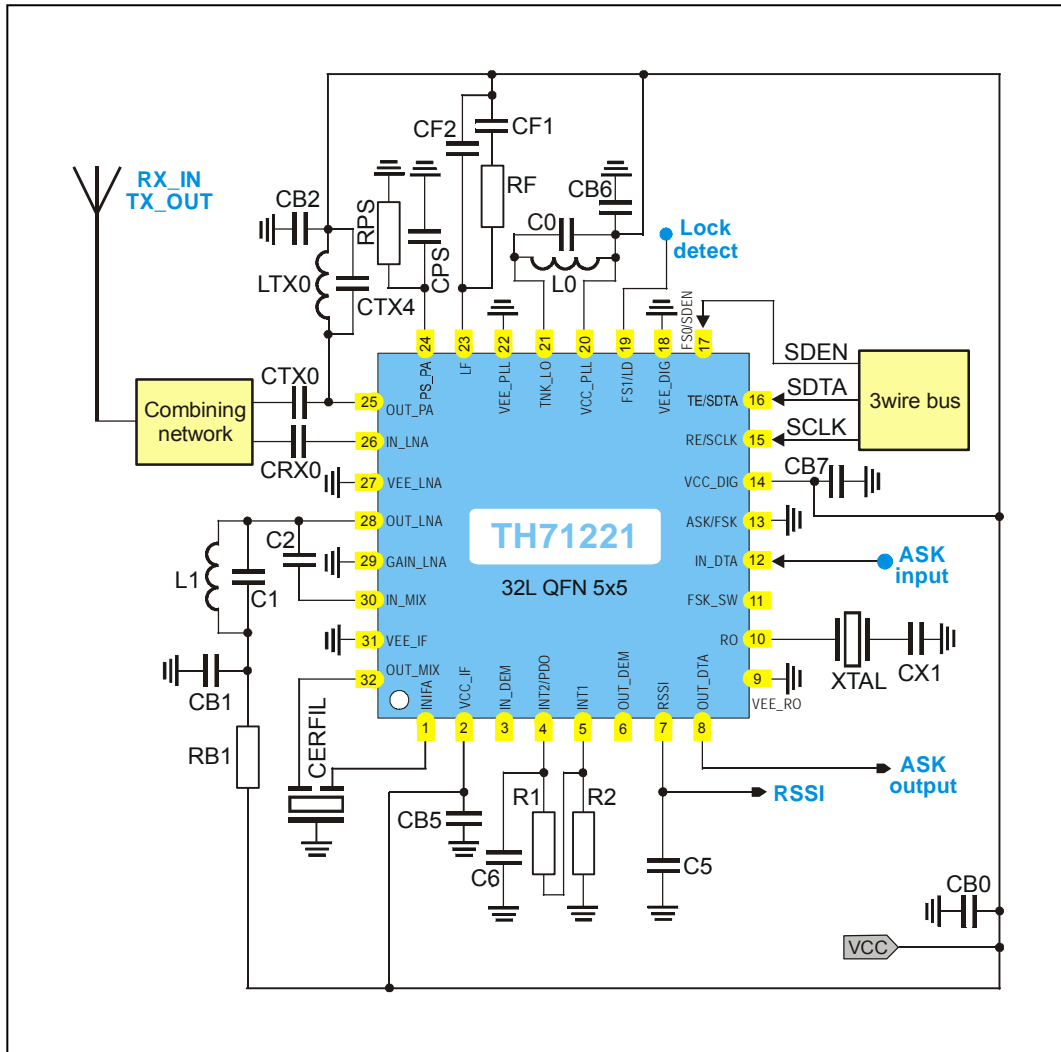 CF2
CF1
RX_IN
TX_OUT
CB2
RPS
CPS
RF
CB6
C0
L0
Lock
detect
LTX0
CTX4
FS0/SDEN
24
23
22
21
20
19
18
17
PS_PA
LF
VEE_PLL
TNK_LO
VCC_PLL
FS1/LD
VEE_DIG
SDEN
SDTA
SCLK
3wire bus
Combining
network
CTX0
CRX0
25
OUT_PA
26
IN_LNA
27
VEE_LNA
28
OUT_LNA
29
GAIN_LNA
30
IN_MIX
31
VEE_IF
32
OUT_MIX
TE/SDTA
16
RE/SCLK
15
VCC_DIG
14
ASK/FSK
13
IN_DTA
12
FSK_SW
11
RO
10
9
VEE_RO
CB7
TH71221
32L QFN 5x5
ASK
input
L1
C1
C2
XTAL
CX1
CB1
RB1
CERFIL
INIFA
VCC_IF
IN_DEM
INT2/PDO
INT1
OUT_DEM
RSSI
OUT_DTA
1
2
3
4
5
6
7
8
ASK
output
RSSI
CB5
R1
R2
C6
C5
CB0
VCC